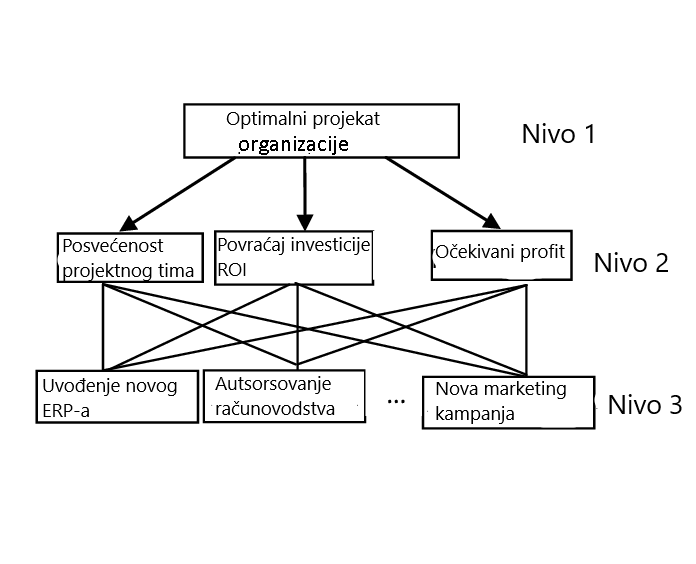 Optimalni projekat
organizacije
Nivo 1
Posvećenost
projektnog tima
Povraćaj investicije
ROI
Očekivani profit
Nivo 2
Uvođenje novog
ERP-a
Autsorsovanje
računovodstva
...
Nova marketing
kampanja
Nivo 3